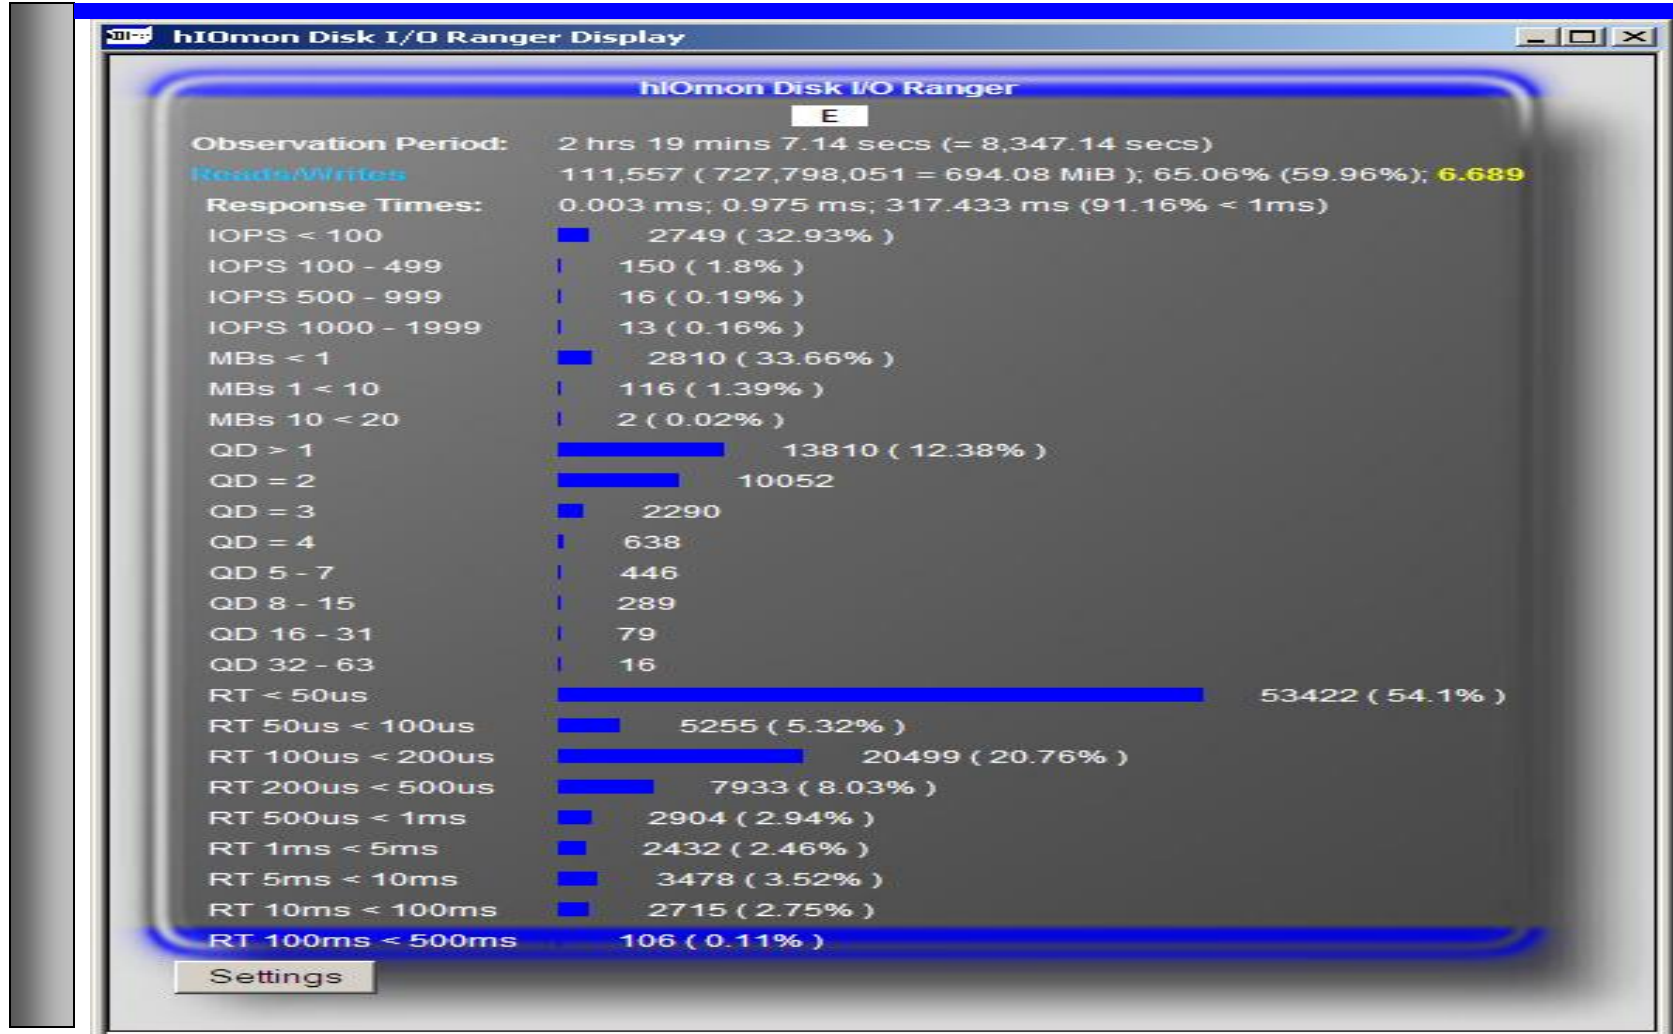 hIOmon Disk I/O Ranger Display
hIOmon Disk I/O Ranger
E
Observation Period: 2 hrs 19 mins 7.14 secs (= 8,347.14 secs)
Reads/Writes 111,557 ( 727,798,051 = 694.08 MiB ); 65.06% (59.96%); 6.689
Response Times: 0.003 ms; 0.975 ms; 317.433 ms (91.16% < 1ms)
IOPS < 100 2749 ( 32.93% )
IOPS 100 - 499 150 ( 1.8% )
IOPS 500 - 999 16 ( 0.19% )
IOPS 1000 - 1999 13 ( 0.16% )
MBs < 1 2810 ( 33.66% )
MBs 1 < 10 116 ( 1.39% )
MBs 10 < 20 2 ( 0.02% )
QD > 1 13810 ( 12.38% )
QD = 2 10052
QD = 3 2290
QD = 4 638
QD 5 - 7 446
QD 8 - 15 289
QD 16 - 31 79
QD 32 - 63 16
RT < 50us 53422 ( 54.1% )
RT 50us < 100us 5255 ( 5.32% )
RT 100us < 200us 20499 ( 20.76% )
RT 200us < 500us 7933 ( 8.03% )
RT 500us < 1ms 2904 ( 2.94% )
RT 1ms < 5ms 2432 ( 2.46% )
RT 5ms < 10ms 3478 ( 3.52% )
RT 10ms < 100ms 2715 ( 2.75% )
RT 100ms < 500ms 106 ( 0.11% )
Settings